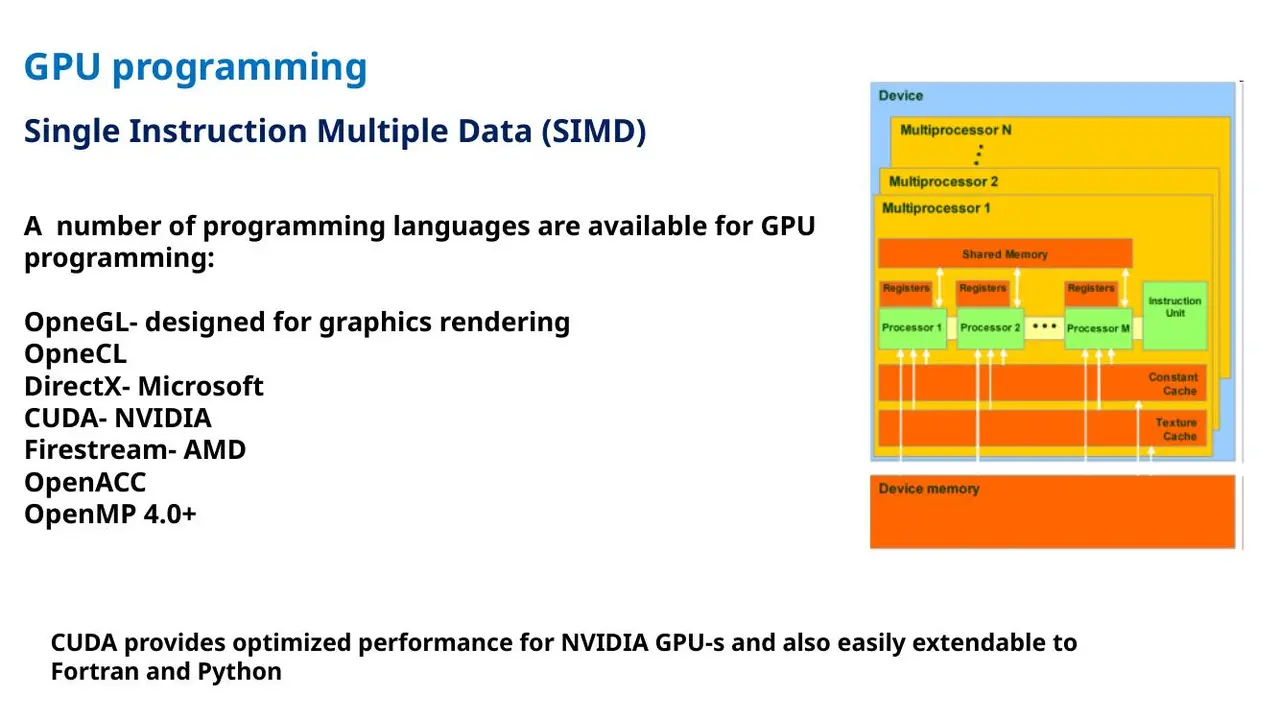 GPU programming
Single Instruction Multiple Data (SIMD)
A number of programming languages are available for GPU
programming:
OpneGL- designed for graphics rendering
OpneCL
DirectX- Microsoft
CUDA- NVIDIA
Firestream- AMD
OpenACC
OpenMP 4.0+
CUDA provides optimized performance for NVIDIA GPU-s and also easily extendable to
Fortran and Python
Device
Multiprocessor N
Multiprocessor 2
Multiprocessor 1
Shared Memory
Registers
Registers
Registers
Instruction
Unit
Processor 1
Processor 2
Processor M
Constant
Cache
Texture
Cache
Device memory